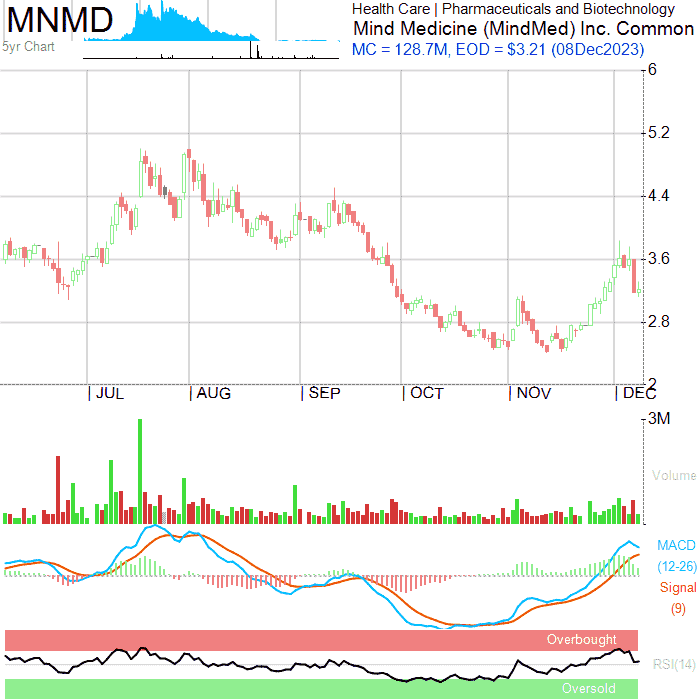 MNMD
5yr Chart
Health Care | Pharmaceuticals and Biotechnology
Mind Medicine (MindMed) Inc. Common
MC = 128.7M, EOD = $3.21 (08Dec2023)
6
5.2
4.4
3.6
2.8
2
JUL AUG SEP OCT NOV DEC
3M
Volume
MACD
(12-26)
Signal
(9)
Overbought
RSI(14)
Oversold